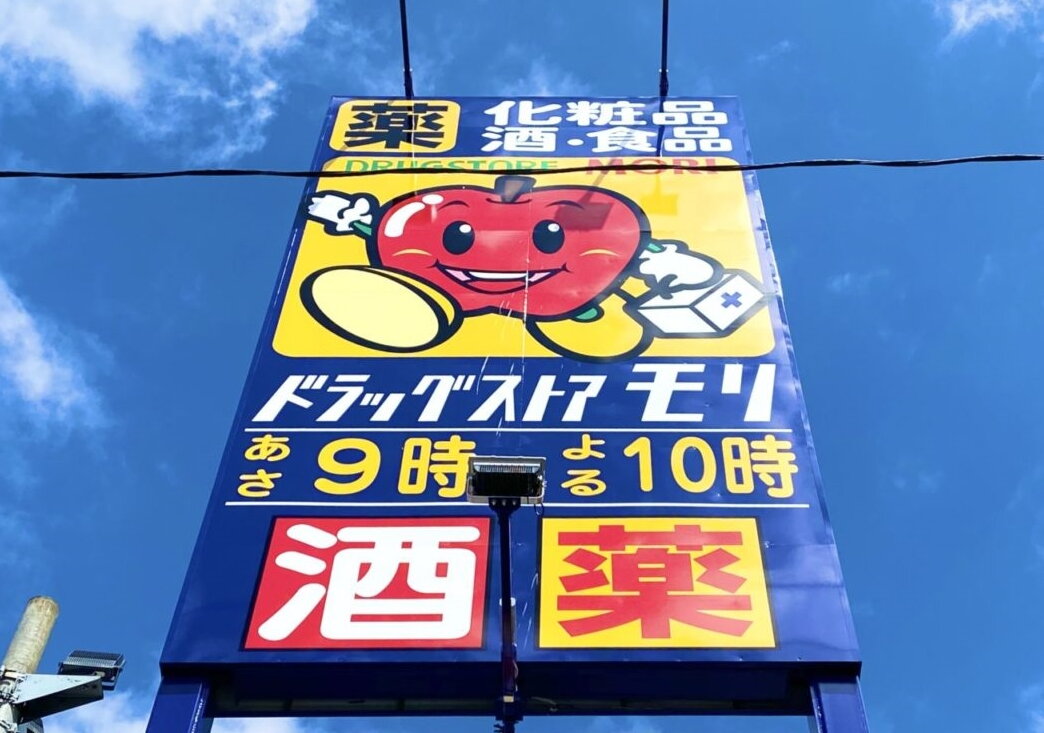 薬 化粧品
酒・食品
DRUGSTORE MORI
ドラッグストア モリ
あさ 9時 よる 10時
酒 薬